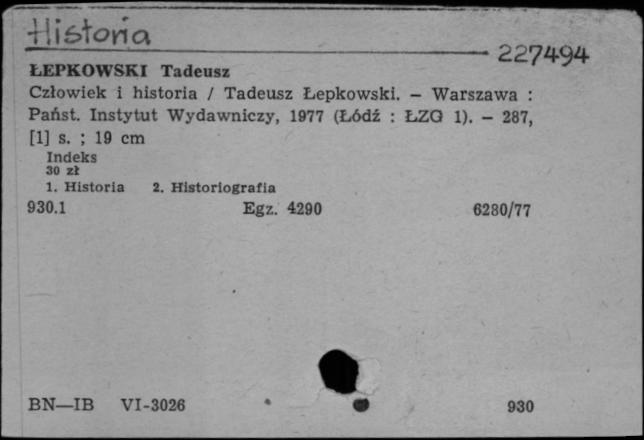 Historia
227494
ŁEPKOWSKI Tadeusz
Człowiek i historia / Tadeusz Łepkowski. — Warszawa :
Państ. Instytut Wydawniczy, 1977 (Łódź : ŁZG 1). — 287,
[1] s. ; 19 cm
Indeks
30 zł
1. Historia 2. Historiografia
930.1 Egz. 4290 6280/77
BN—IB VI-3026 930